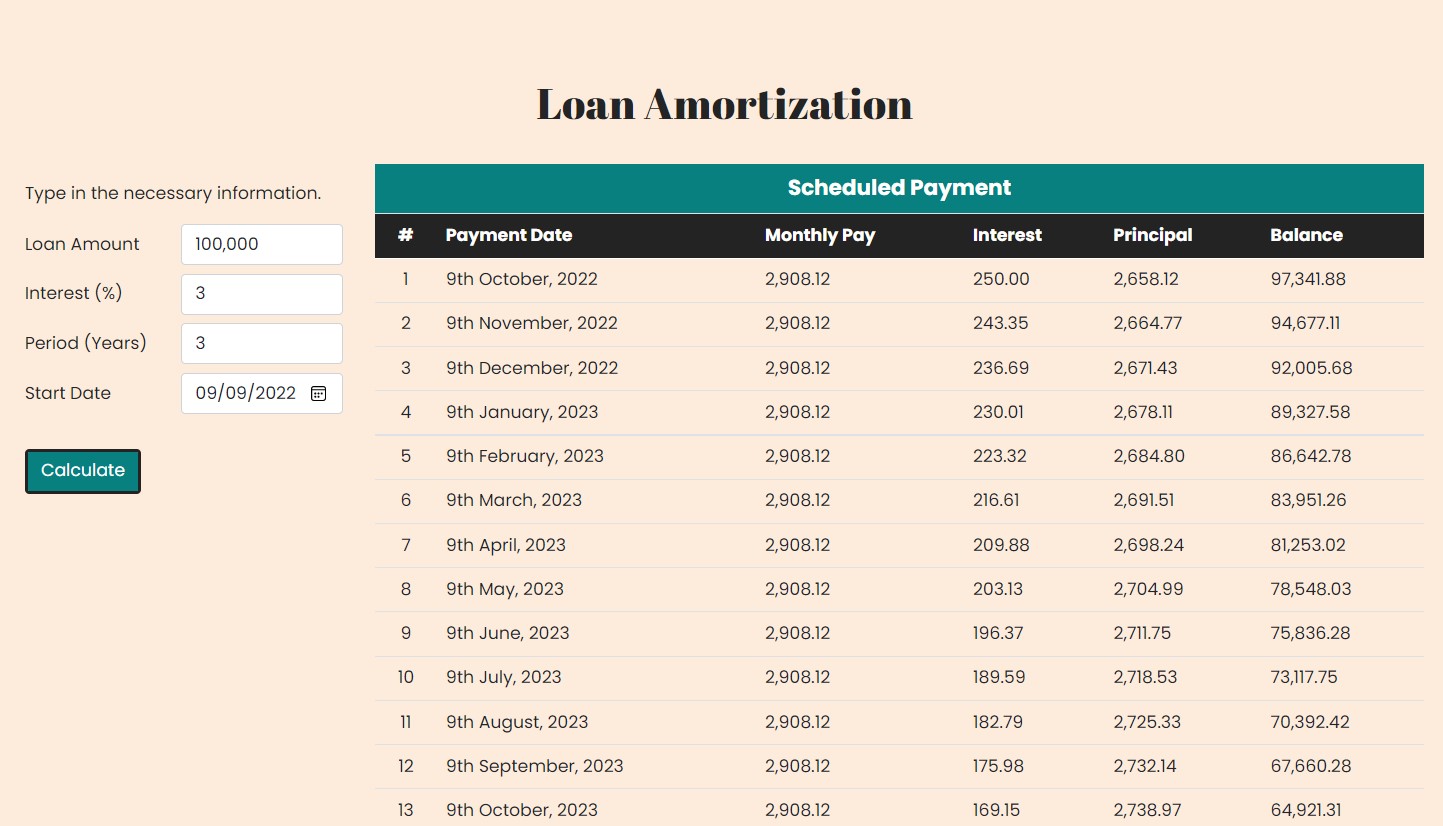 Loan Amortization
Type in the necessary information.
Loan Amount 100,000
Interest (%) 3
Period (Years) 3
Start Date 09/09/2022
Calculate
Scheduled Payment
# Payment Date Monthly Pay Interest Principal Balance
1 9th October, 2022 2,908.12 250.00 2,658.12 97,341.88
2 9th November, 2022 2,908.12 243.35 2,664.77 94,677.11
3 9th December, 2022 2,908.12 236.69 2,671.43 92,005.68
4 9th January, 2023 2,908.12 230.01 2,678.11 89,327.58
5 9th February, 2023 2,908.12 223.32 2,684.80 86,642.78
6 9th March, 2023 2,908.12 216.61 2,691.51 83,951.26
7 9th April, 2023 2,908.12 209.88 2,698.24 81,253.02
8 9th May, 2023 2,908.12 203.13 2,704.99 78,548.03
9 9th June, 2023 2,908.12 196.37 2,711.75 75,836.28
10 9th July, 2023 2,908.12 189.59 2,718.53 73,117.75
11 9th August, 2023 2,908.12 182.79 2,725.33 70,392.42
12 9th September, 2023 2,908.12 175.98 2,732.14 67,660.28
13 9th October, 2023 2,908.12 169.15 2,738.97 64,921.31